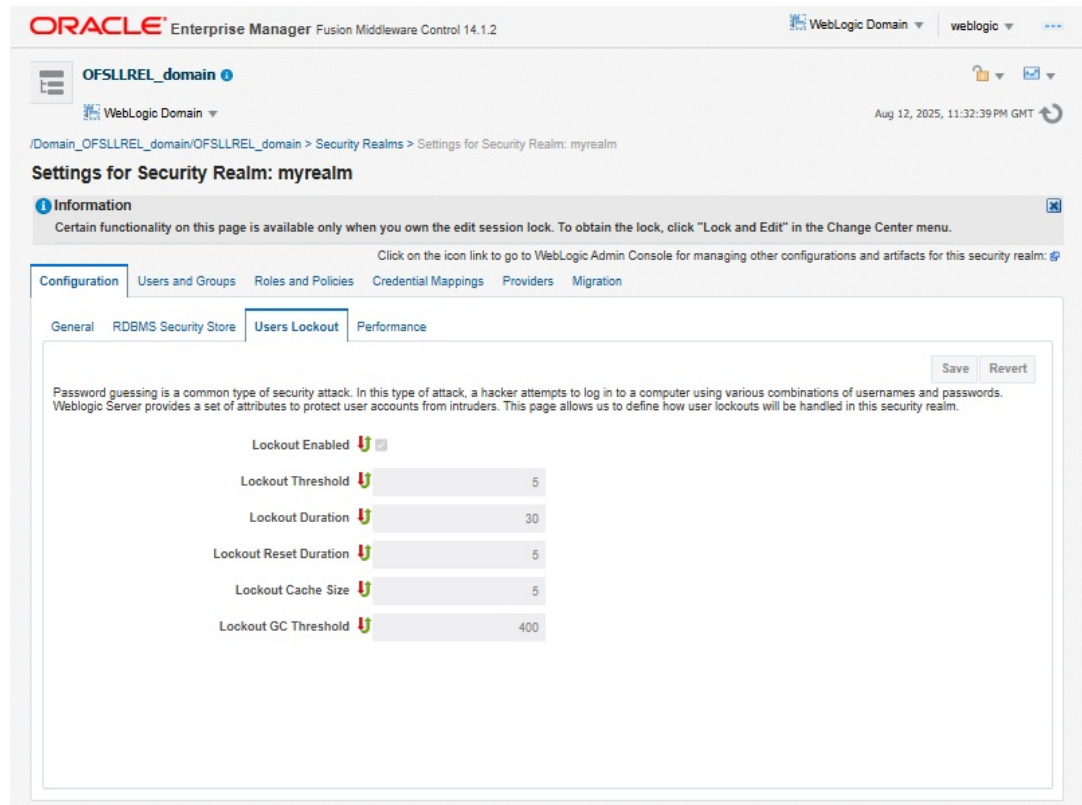 ORACLE Enterprise Manager Fusion Middleware Control 14.1.2
WebLogic Domain
weblogic
OFSLLREL_domain
WebLogic Domain
Aug 12, 2025, 11:32:39 PM GMT
/Domain_OFSLLREL_domain/OFSLLREL_domain > Security Realms > Settings for Security Realm: myrealm
Settings for Security Realm: myrealm
Information
Certain functionality on this page is available only when you own the edit session lock. To obtain the lock, click "Lock and Edit" in the Change Center menu.
Click on the icon link to go to WebLogic Admin Console for managing other configurations and artifacts for this security realm:
Configuration Users and Groups Roles and Policies Credential Mappings Providers Migration
General RDBMS Security Store Users Lockout Performance
Save Revert
Password guessing is a common type of security attack. In this type of attack, a hacker attempts to log in to a computer using various combinations of usernames and passwords.
Weblogic Server provides a set of attributes to protect user accounts from intruders. This page allows us to define how user lockouts will be handled in this security realm.
Lockout Enabled
Lockout Threshold 5
Lockout Duration 30
Lockout Reset Duration 5
Lockout Cache Size 5
Lockout GC Threshold 400